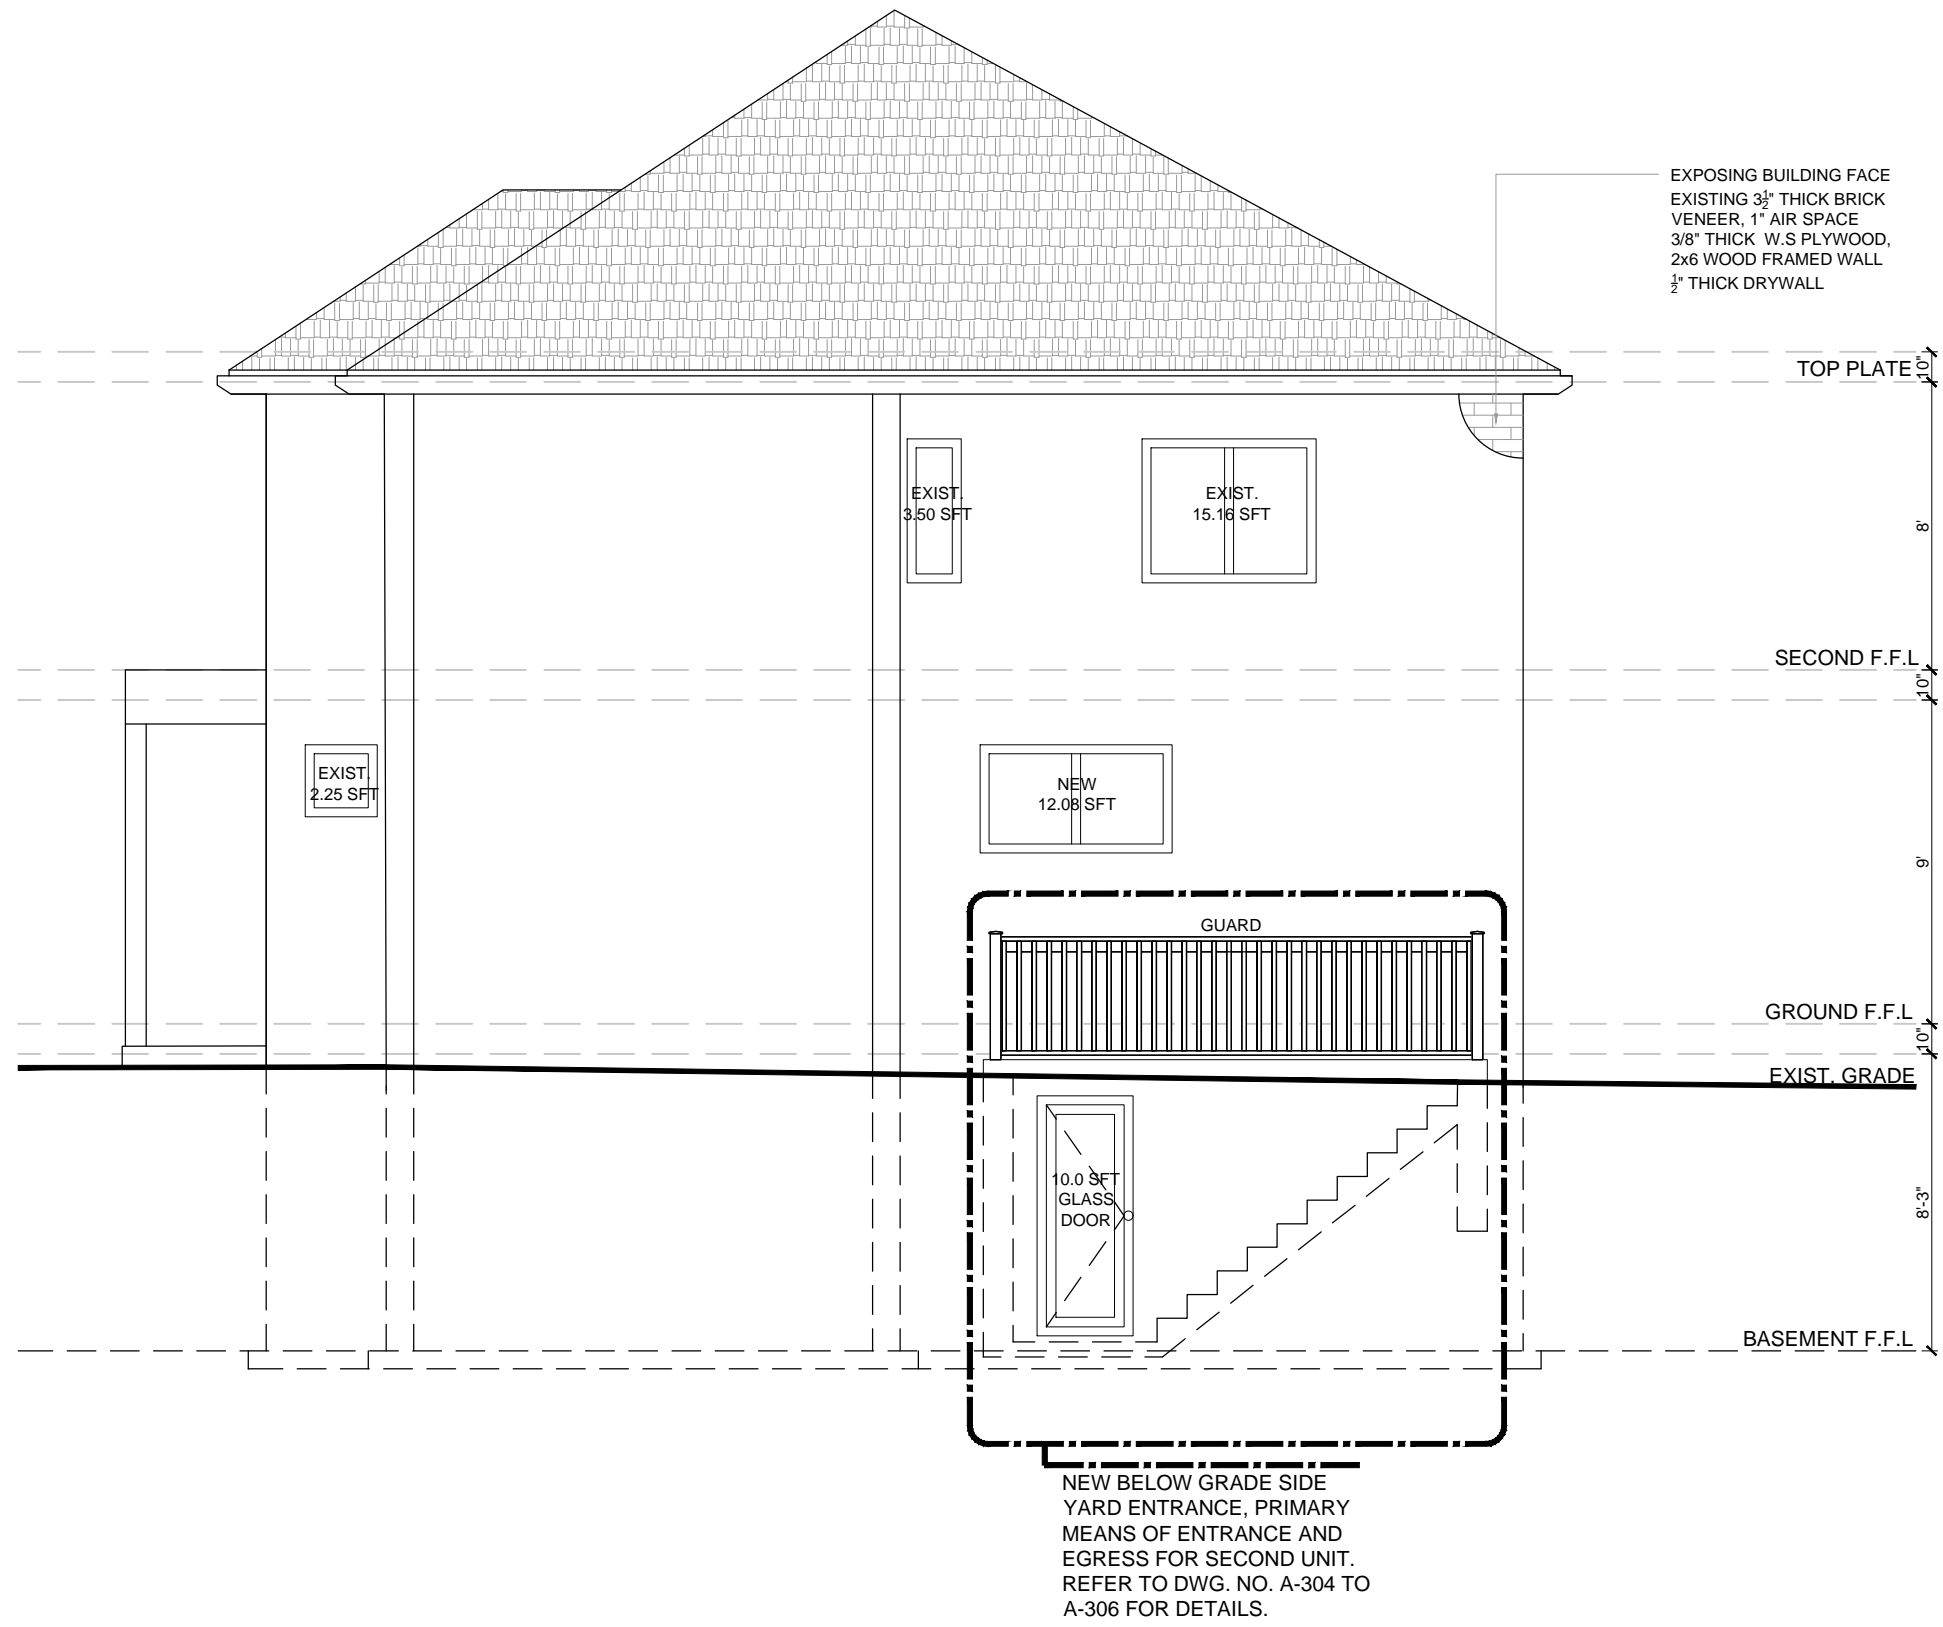 EXPOSING BUILDING FACE
EXISTING 3½" THICK BRICK
VENEER, 1" AIR SPACE
3/8" THICK W.S PLYWOOD,
2x6 WOOD FRAMED WALL
½" THICK DRYWALL
TOP PLATE
10"
EXIST.
3.50 SFT
EXIST.
15.16 SFT
8'
SECOND F.F.L
10"
EXIST.
2.25 SFT
NEW
12.08 SFT
9'
GUARD
GROUND F.F.L
10"
EXIST. GRADE
10.0 SFT
GLASS
DOOR
8'-3"
BASEMENT F.F.L
NEW BELOW GRADE SIDE
YARD ENTRANCE, PRIMARY
MEANS OF ENTRANCE AND
EGRESS FOR SECOND UNIT.
REFER TO DWG. NO. A-304 TO
A-306 FOR DETAILS.